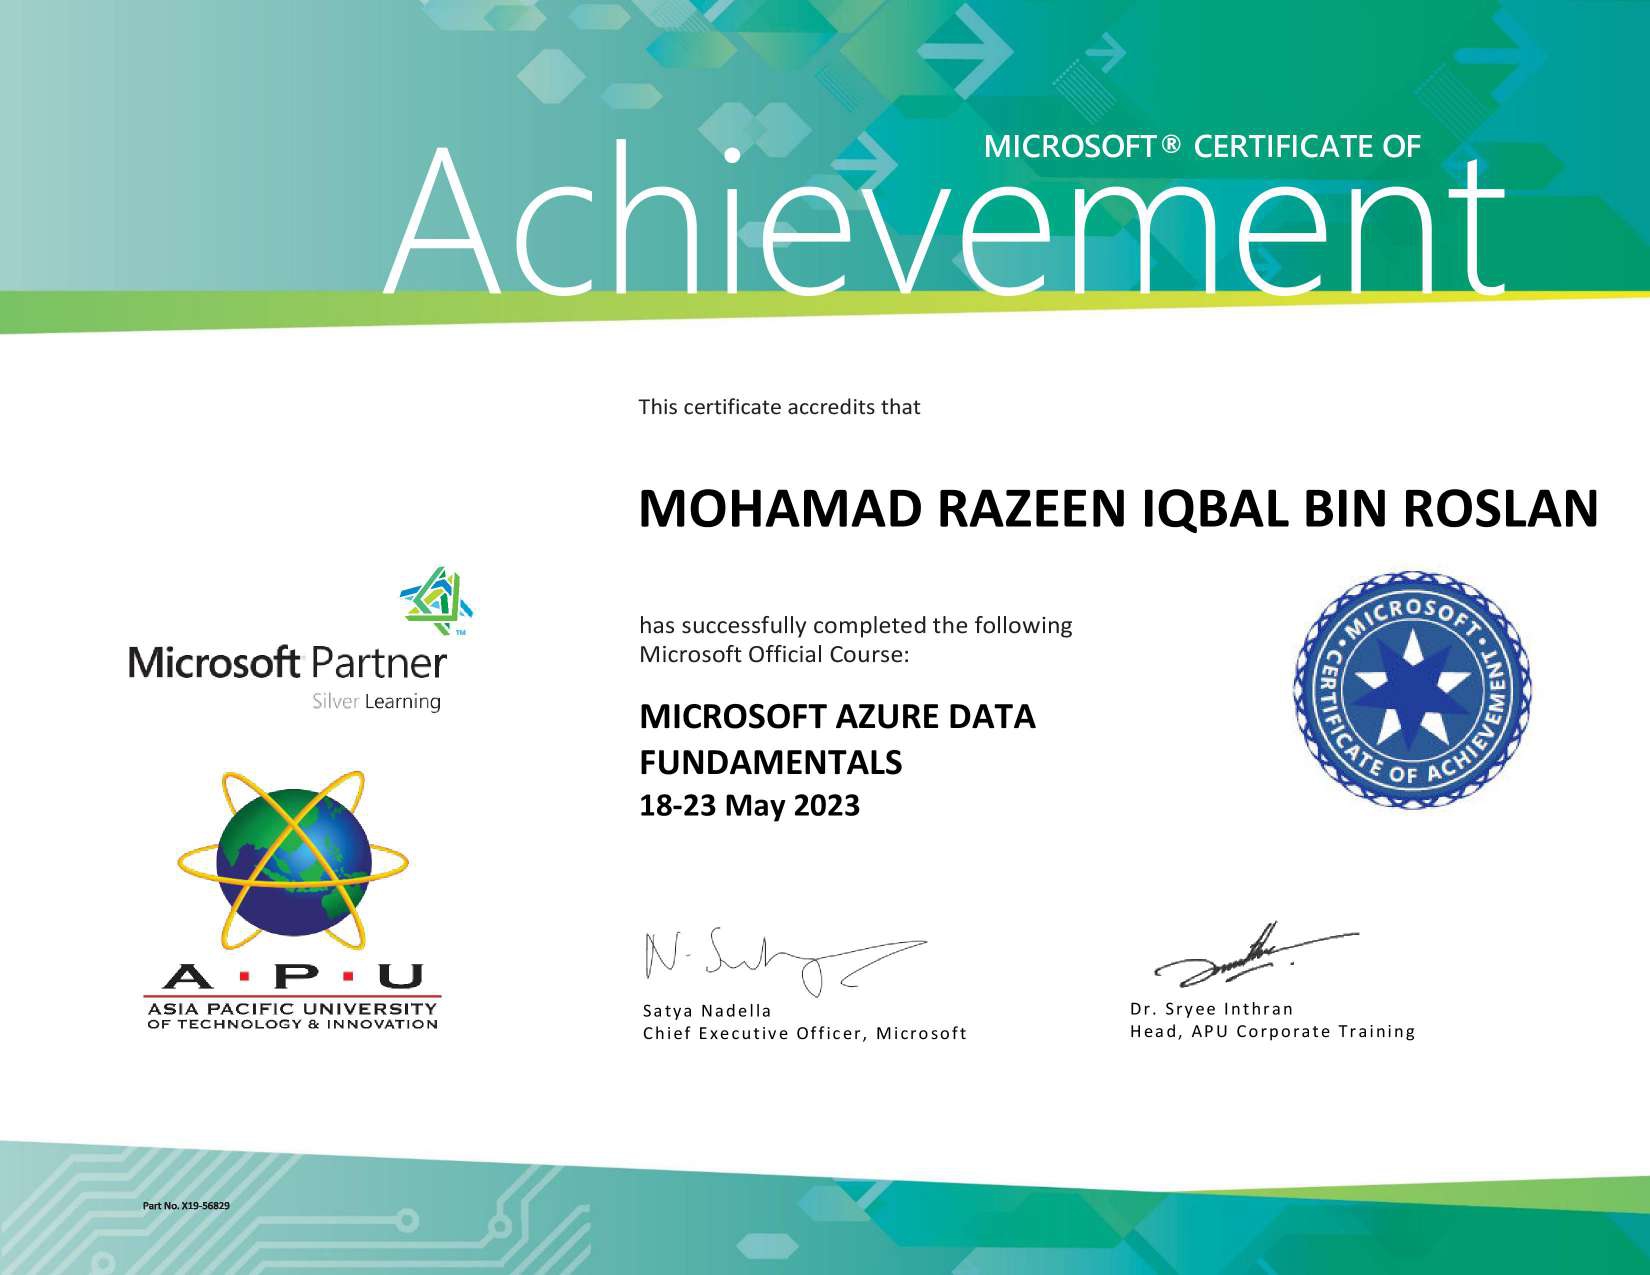 MICROSOFT® CERTIFICATE OF
Achievement
This certificate accredits that
MOHAMAD RAZEEN IQBAL BIN ROSLAN
has successfully completed the following
Microsoft Official Course:
MICROSOFT AZURE DATA
FUNDAMENTALS
18-23 May 2023
TM
Microsoft Partner
Silver Learning
A·P·U
ASIA PACIFIC UNIVERSITY
OF TECHNOLOGY & INNOVATION
MICROSOFT · CERTIFICATE OF ACHIEVEMENT ·
Satya Nadella
Chief Executive Officer, Microsoft
Dr. Sryee Inthran
Head, APU Corporate Training
Part No. X19-56829